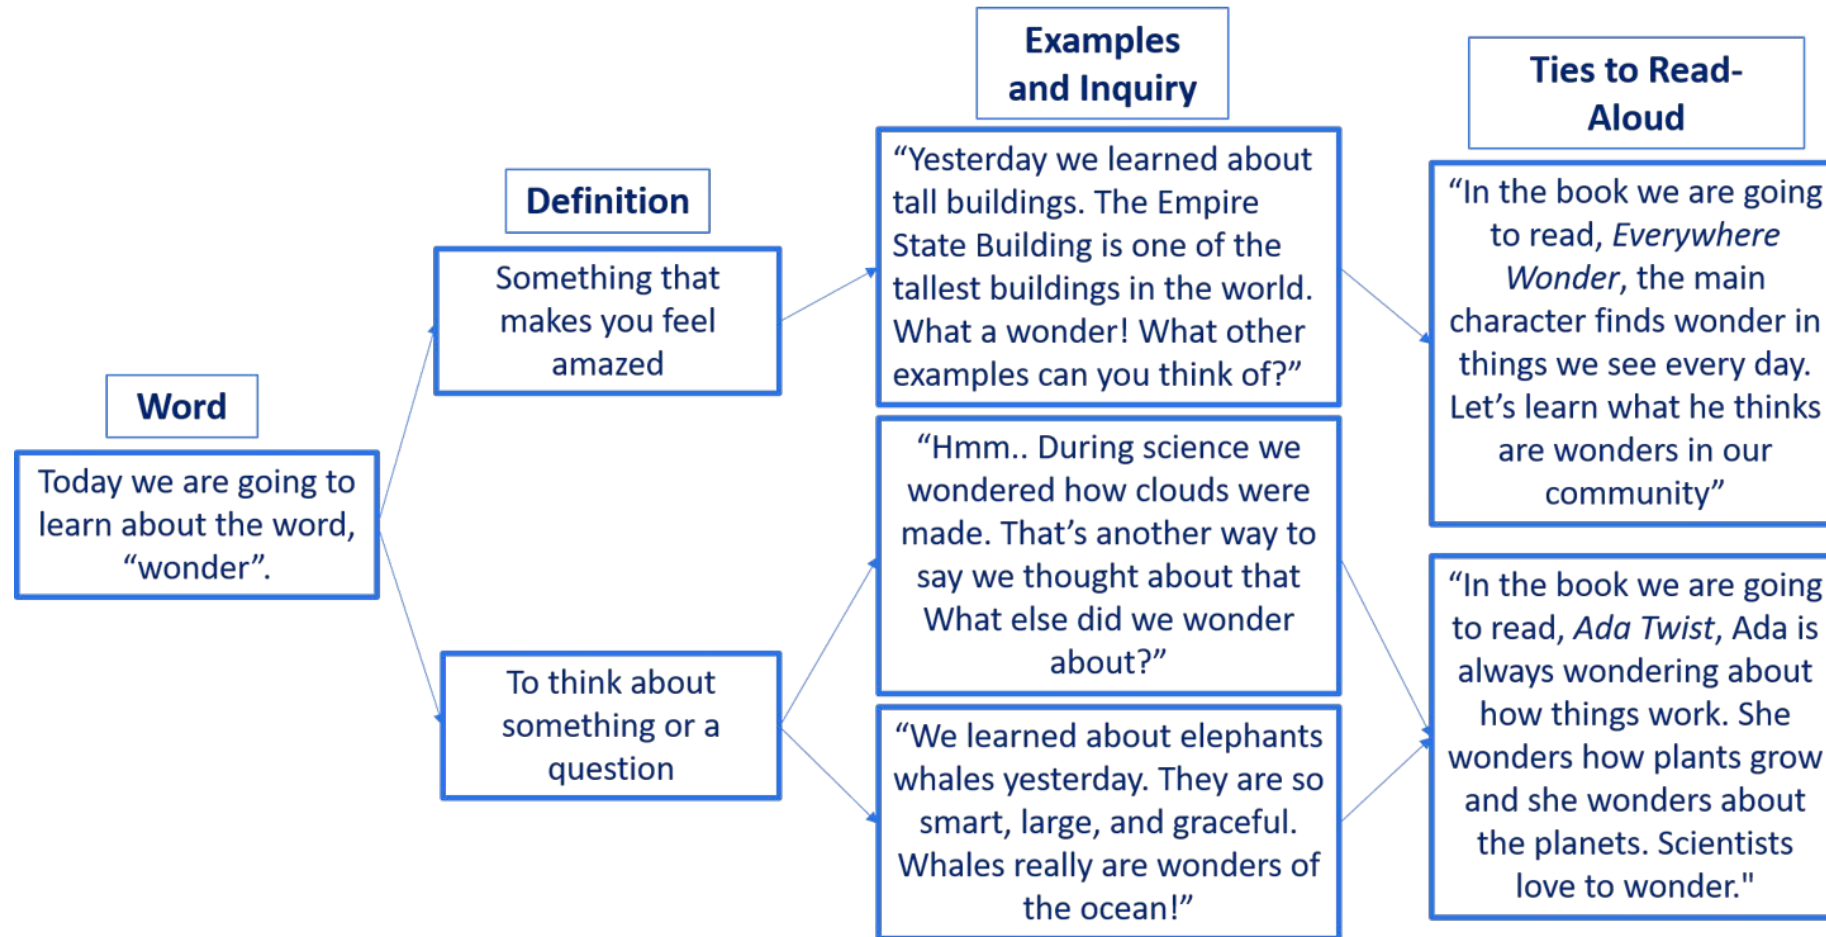 Word
Today we are going to
learn about the word,
“wonder”.
Definition
Something that
makes you feel
amazed
To think about
something or a
question
Examples
and Inquiry
“Yesterday we learned about
tall buildings. The Empire
State Building is one of the
tallest buildings in the world.
What a wonder! What other
examples can you think of?”
“Hmm.. During science we
wondered how clouds were
made. That’s another way to
say we thought about that
What else did we wonder
about?”
“We learned about elephants
whales yesterday. They are so
smart, large, and graceful.
Whales really are wonders of
the ocean!”
Ties to Read-
Aloud
“In the book we are going
to read, Everywhere
Wonder, the main
character finds wonder in
things we see every day.
Let’s learn what he thinks
are wonders in our
community”
“In the book we are going
to read, Ada Twist, Ada is
always wondering about
how things work. She
wonders how plants grow
and she wonders about
the planets. Scientists
love to wonder."